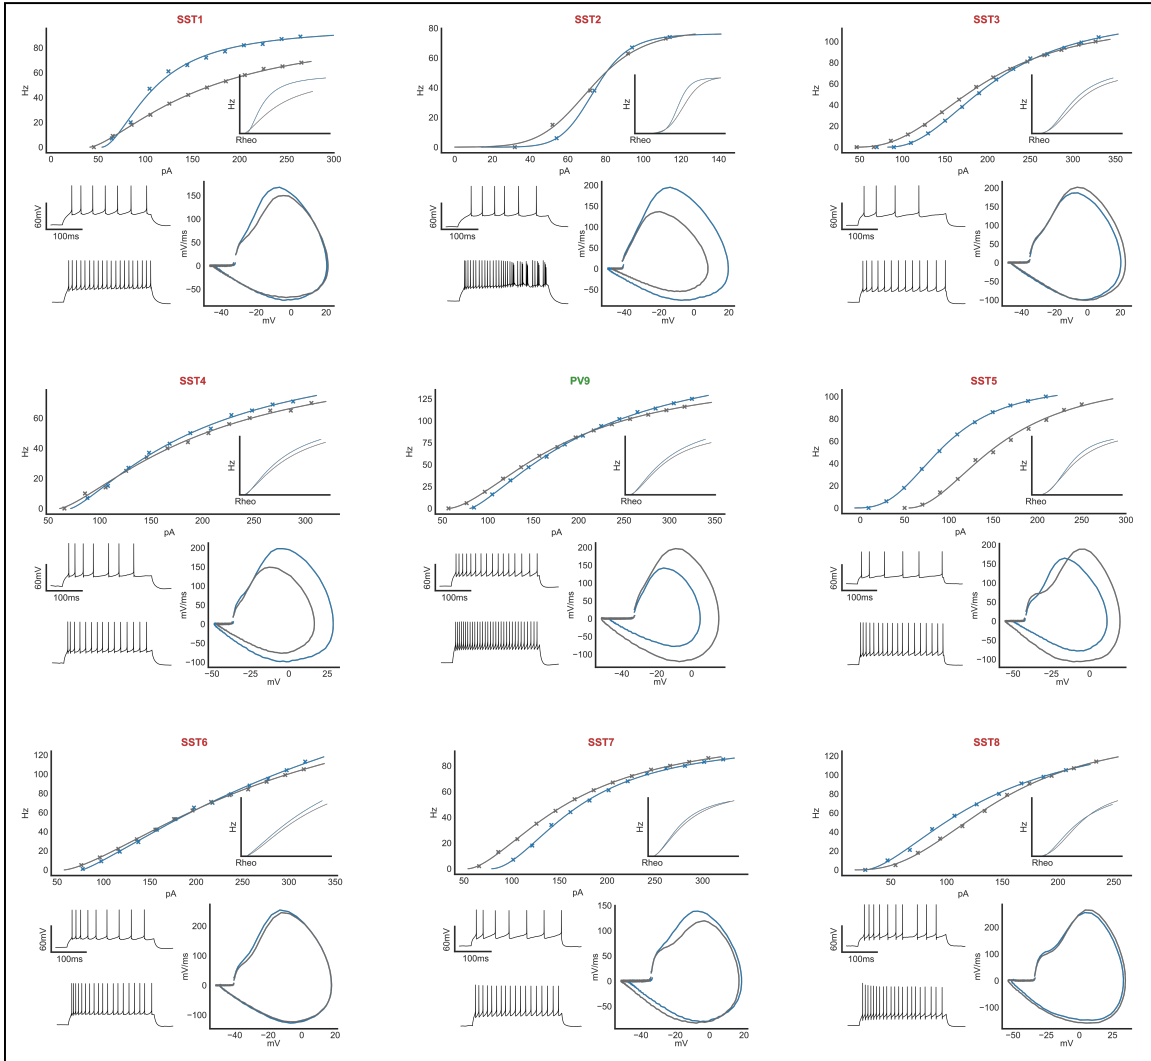 SST1
Hz
80
60
40
20
0
Hz
Rheo
0 50 100 150 200 250 300
pA
60mV
100ms
mV/ms
150
100
50
0
−50
−40 −20 0 20
mV
SST2
Hz
80
60
40
20
0
Hz
Rheo
0 20 40 60 80 100 120 140
pA
60mV
100ms
mV/ms
200
150
100
50
0
−50
−40 −20 0 20
mV
SST3
Hz
100
80
60
40
20
0
Hz
Rheo
50 100 150 200 250 300 350
pA
60mV
100ms
mV/ms
200
150
100
50
0
−50
−100
−40 −20 0 20
mV
SST4
Hz
60
40
20
0
Hz
Rheo
50 100 150 200 250 300
pA
60mV
100ms
mV/ms
200
150
100
50
0
−50
−100
−50 −25 0 25
mV
PV9
Hz
125
100
75
50
25
0
Hz
Rheo
50 100 150 200 250 300 350
pA
60mV
100ms
mV/ms
200
150
100
50
0
−50
−100
−50 −25 0
mV
SST5
Hz
100
80
60
40
20
0
Hz
Rheo
0 50 100 150 200 250 300
pA
60mV
100ms
mV/ms
200
150
100
50
0
−50
−100
−60 −40 −20 0
mV
SST6
Hz
120
100
80
60
40
20
0
Hz
Rheo
50 100 150 200 250 300 350
pA
60mV
100ms
mV/ms
200
100
0
−100
−40 −20 0 20
mV
SST7
Hz
80
60
40
20
0
Hz
Rheo
50 100 150 200 250 300
pA
60mV
100ms
mV/ms
150
100
50
0
−50
−60 −40 −20 0 20
mV
SST8
Hz
120
100
80
60
40
20
0
Hz
Rheo
0 50 100 150 200 250
pA
60mV
100ms
mV/ms
200
100
0
−100
−50 −25 0 25
mV